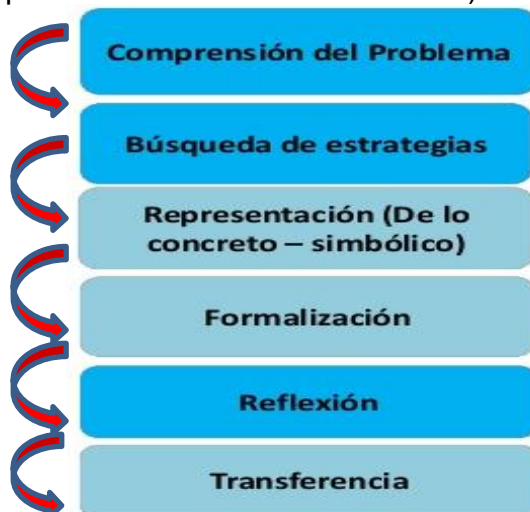 Comprensión del Problema
Búsqueda de estrategias
Representación (De lo
concreto – simbólico)
Formalización
Reflexión
Transferencia